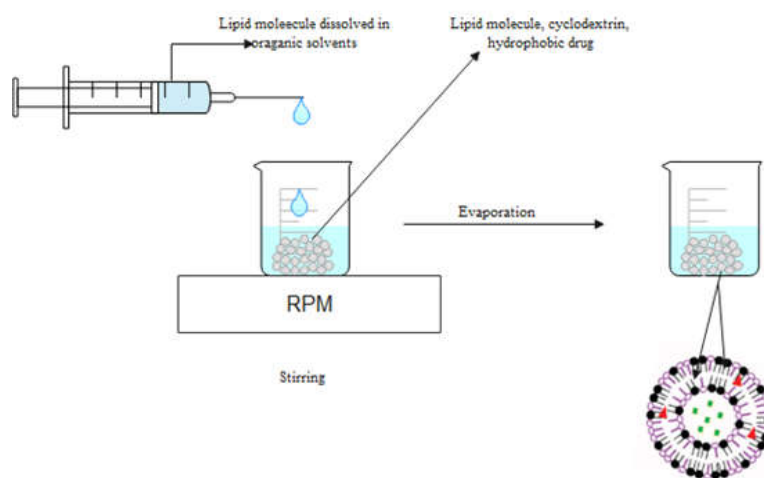 Lipid moleecule dissolved in
oraganic solvents
Lipid molecule, cyclodextrin,
hydrophobic drug
Evaporation
RPM
Stirring